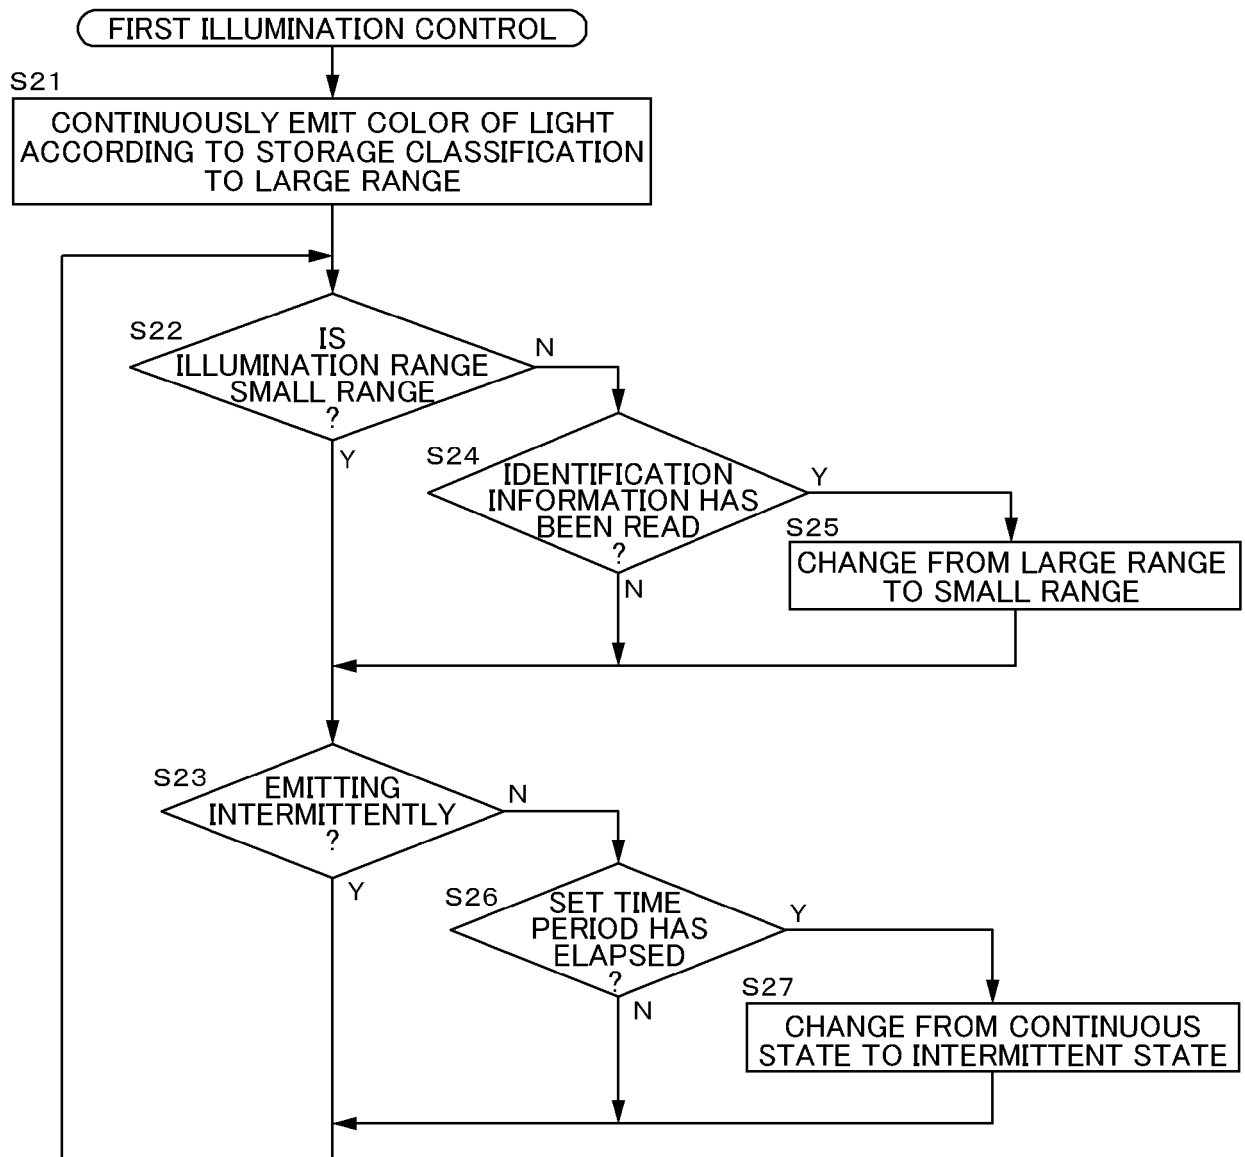 FIRST ILLUMINATION CONTROL
S21
CONTINUOUSLY EMIT COLOR OF LIGHT
ACCORDING TO STORAGE CLASSIFICATION
TO LARGE RANGE
S22
IS
ILLUMINATION RANGE
SMALL RANGE
?
N
Y
S24
IDENTIFICATION
INFORMATION HAS
BEEN READ
?
Y
N
S25
CHANGE FROM LARGE RANGE
TO SMALL RANGE
S23
EMITTING
INTERMITTENTLY
?
N
Y
S26
SET TIME
PERIOD HAS
ELAPSED
?
Y
N
S27
CHANGE FROM CONTINUOUS
STATE TO INTERMITTENT STATE